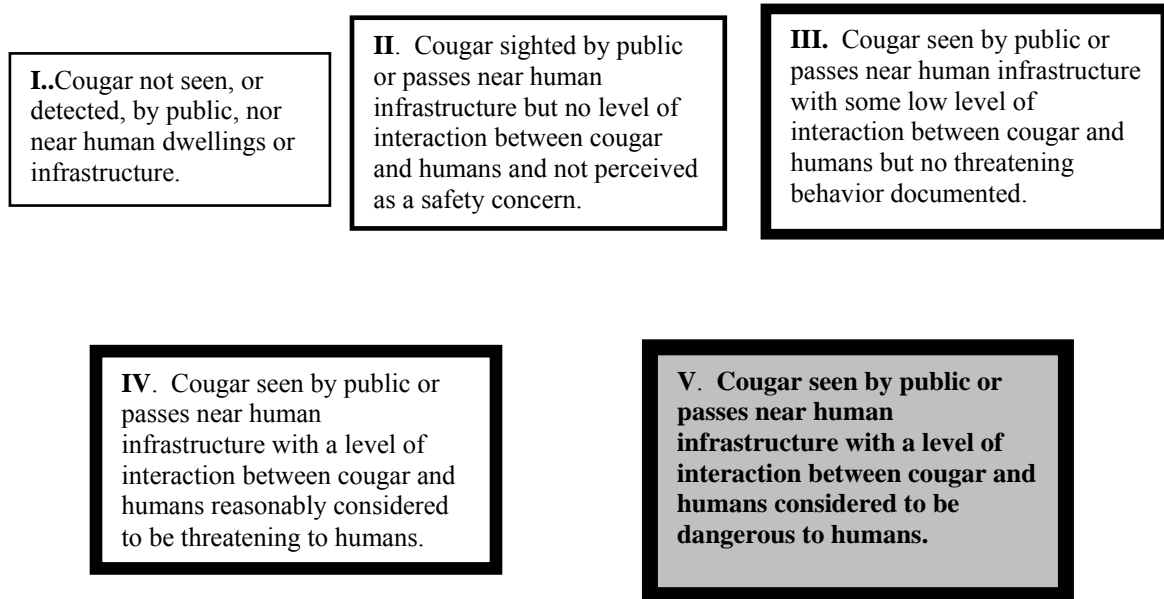 I..Cougar not seen, or
detected, by public, nor
near human dwellings or
infrastructure.
II.  Cougar sighted by public
or passes near human
infrastructure but no level of
interaction between cougar
and humans and not perceived
as a safety concern.
III.  Cougar seen by public or
passes near human infrastructure
with some low level of
interaction between cougar and
humans but no threatening
behavior documented.
IV.  Cougar seen by public or
passes near human
infrastructure with a level of
interaction between cougar and
humans reasonably considered
to be threatening to humans.
V.  Cougar seen by public or
passes near human
infrastructure with a level of
interaction between cougar and
humans considered to be
dangerous to humans.